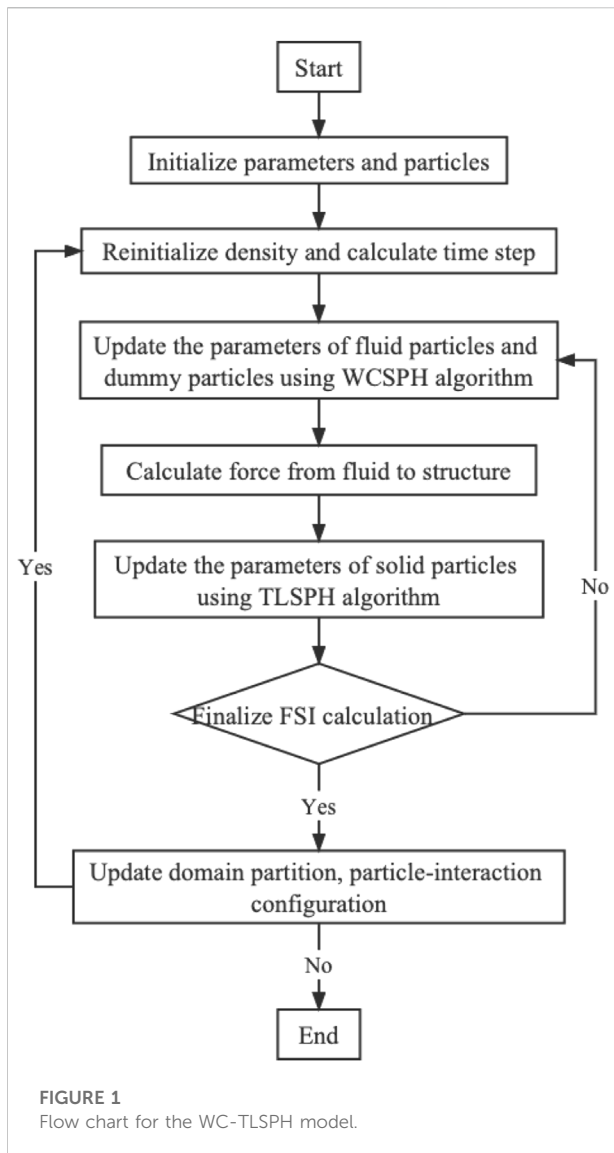 Start
Initialize parameters and particles
Reinitialize density and calculate time step
Update the parameters of fluid particles and
dummy particles using WCSPH algorithm
Calculate force from fluid to structure
Yes
Update the parameters of solid particles
using TLSPH algorithm
No
Finalize FSI calculation
Yes
Update domain partition, particle-interaction
configuration
No
End
FIGURE 1
Flow chart for the WC-TLSPH model.